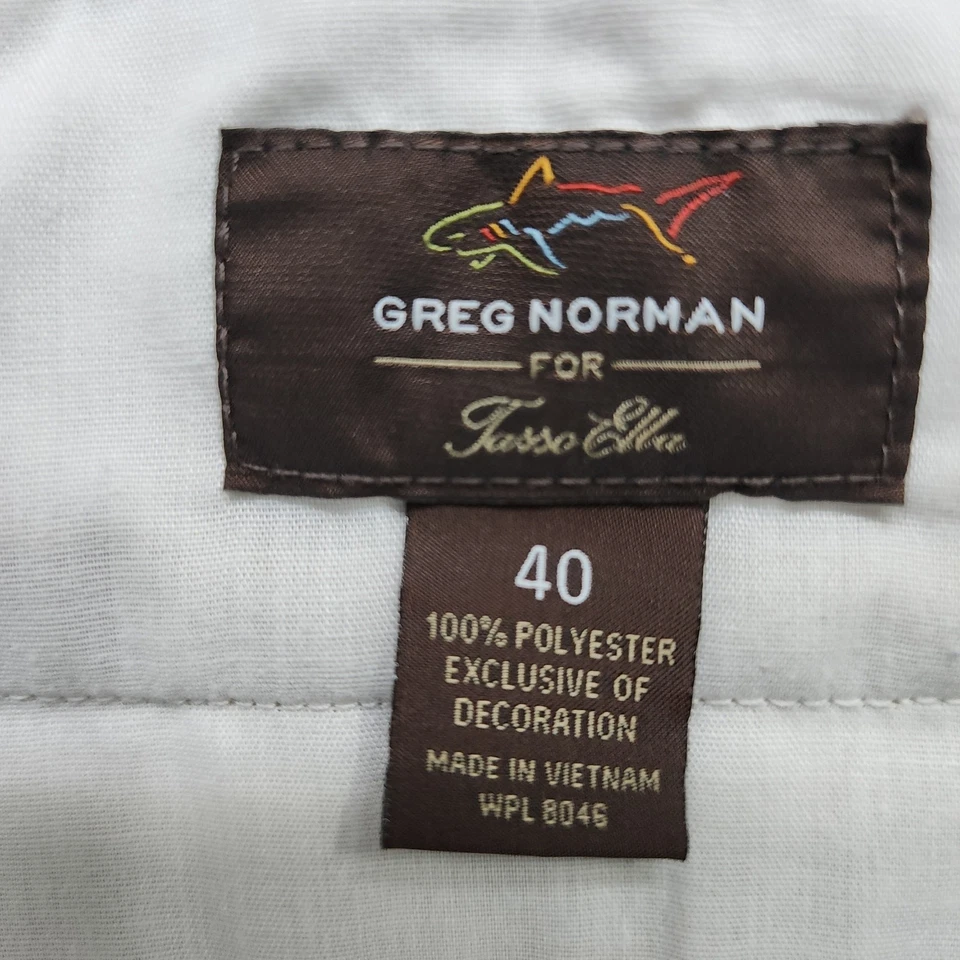 GREG NORMAN
FOR
Tasso Elba
40
100% POLYESTER
EXCLUSIVE OF
DECORATION
MADE IN VIETNAM
WPL 8046